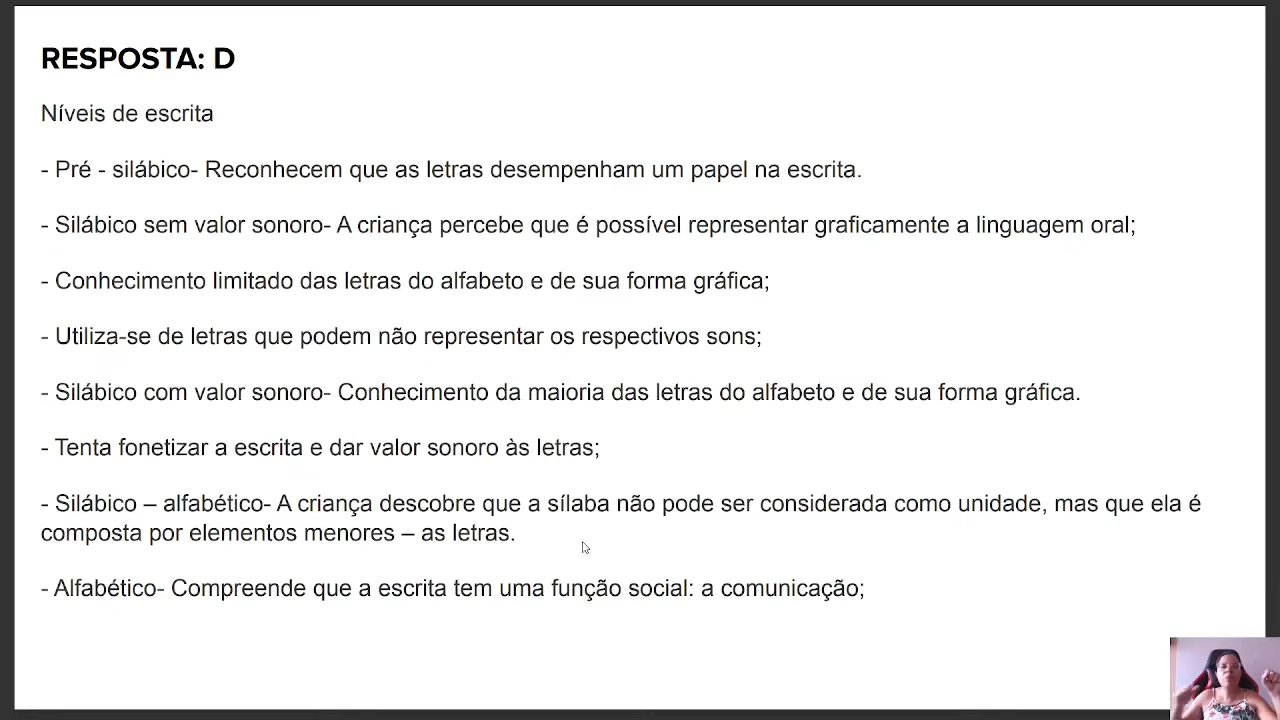 RESPOSTA: D
Níveis de escrita
- Pré - silábico- Reconhecem que as letras desempenham um papel na escrita.
- Silábico sem valor sonoro- A criança percebe que é possível representar graficamente a linguagem oral;
- Conhecimento limitado das letras do alfabeto e de sua forma gráfica;
- Utiliza-se de letras que podem não representar os respectivos sons;
- Silábico com valor sonoro- Conhecimento da maioria das letras do alfabeto e de sua forma gráfica.
- Tenta fonetizar a escrita e dar valor sonoro às letras;
- Silábico – alfabético- A criança descobre que a sílaba não pode ser considerada como unidade, mas que ela é
composta por elementos menores – as letras.
- Alfabético- Compreende que a escrita tem uma função social: a comunicação;